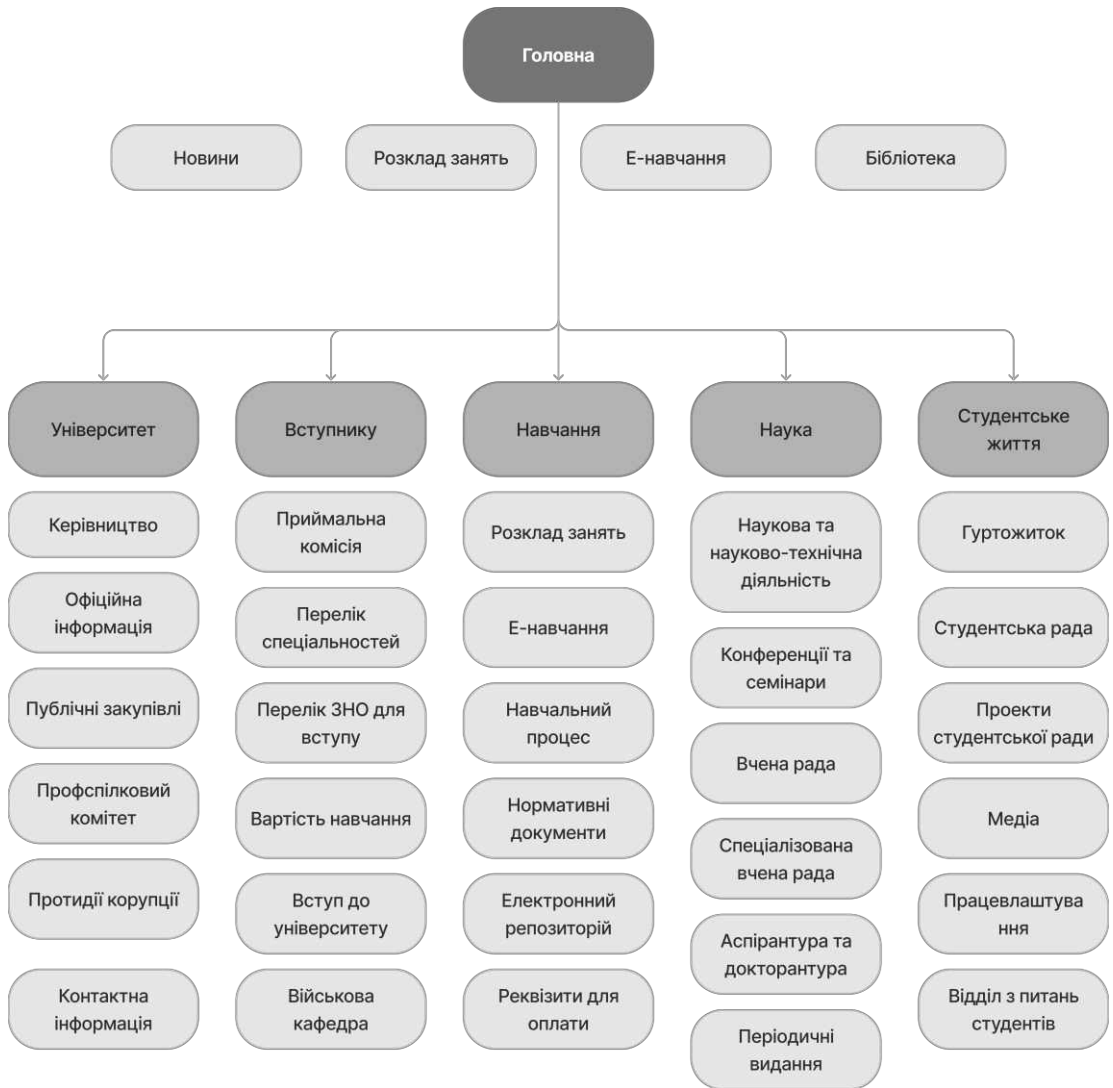 Головна
Новини
Розклад занять
Е-навчання
Бібліотека
Університет
Вступнику
Навчання
Наука
Студентське
життя
Керівництво
Офіційна
інформація
Публічні закупівлі
Профспілковий
комітет
Протидії корупції
Контактна
інформація
Приймальна
комісія
Перелік
спеціальностей
Перелік ЗНО для
вступу
Вартість навчання
Вступ до
університету
Військова
кафедра
Розклад занять
Е-навчання
Навчальний
процес
Нормативні
документи
Електронний
репозиторій
Реквізити для
оплати
Наукова та
науково-технічна
діяльність
Конференції та
семінари
Вчена рада
Спеціалізована
вчена рада
Аспірантура та
докторантура
Періодичні
видання
Гуртожиток
Студентська рада
Проекти
студентської ради
Медіа
Працевлаштува
ння
Відділ з питань
студентів